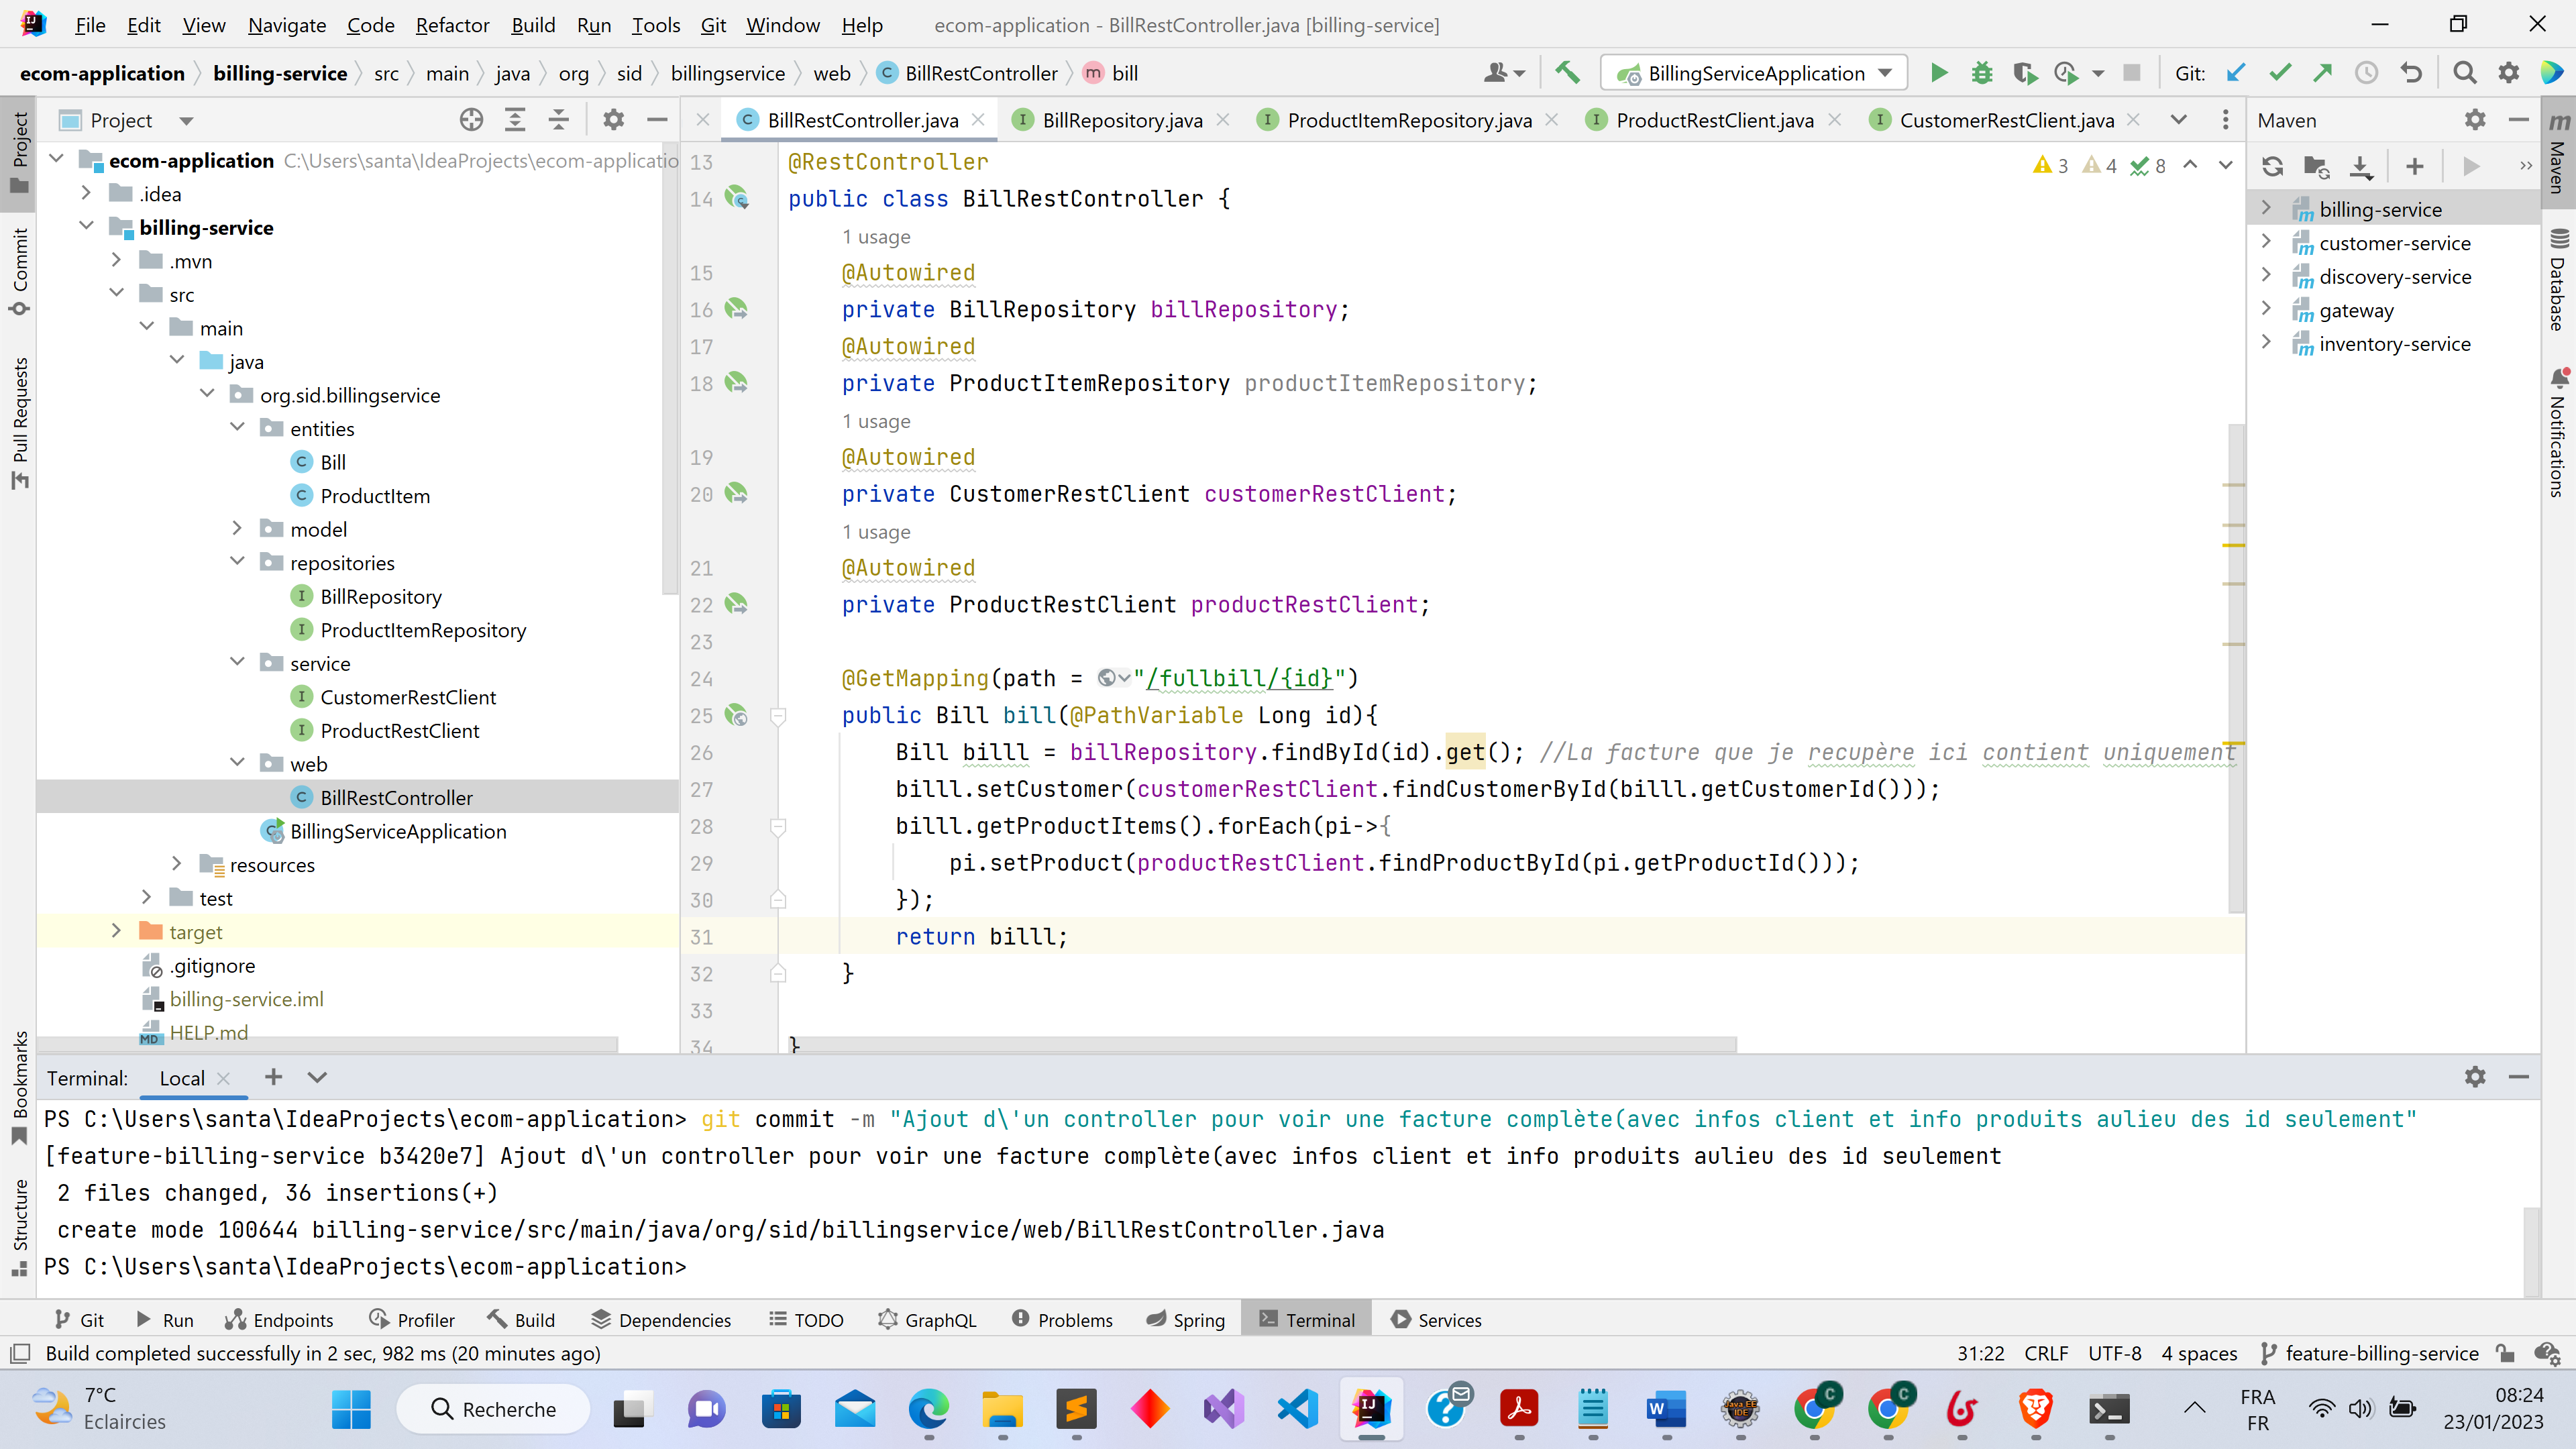 File Edit View Navigate Code Refactor Build Run Tools Git Window Help ecom-application - BillRestController.java [billing-service]
ecom-application billing-service src main java org sid billingservice web BillRestController bill BillingServiceApplication Git:
Project
BillRestController.java BillRepository.java ProductItemRepository.java ProductRestClient.java CustomerRestClient.java
Maven
Project
Commit
Pull Requests
Bookmarks
Structure
ecom-application C:\Users\santa\IdeaProjects\ecom-applicatio
.idea
billing-service
.mvn
src
main
java
org.sid.billingservice
entities
Bill
ProductItem
model
repositories
BillRepository
ProductItemRepository
service
CustomerRestClient
ProductRestClient
web
BillRestController
BillingServiceApplication
resources
test
target
.gitignore
billing-service.iml
HELP.md
3 4 8
13 @RestController
14 public class BillRestController {
1 usage
15 @Autowired
16 private BillRepository billRepository;
17 @Autowired
18 private ProductItemRepository productItemRepository;
1 usage
19 @Autowired
20 private CustomerRestClient customerRestClient;
1 usage
21 @Autowired
22 private ProductRestClient productRestClient;
23
24 @GetMapping(path = "/fullbill/{id}")
25 public Bill bill(@PathVariable Long id){
26 Bill billl = billRepository.findById(id).get(); //La facture que je recupère ici contient uniquement
27 billl.setCustomer(customerRestClient.findCustomerById(billl.getCustomerId()));
28 billl.getProductItems().forEach(pi->{
29 pi.setProduct(productRestClient.findProductById(pi.getProductId()));
30 });
31 return billl;
32 }
33
34 }
billing-service
customer-service
discovery-service
gateway
inventory-service
Maven
Database
Notifications
Terminal: Local
PS C:\Users\santa\IdeaProjects\ecom-application> git commit -m "Ajout d\'un controller pour voir une facture complète(avec infos client et info produits aulieu des id seulement"
[feature-billing-service b3420e7] Ajout d\'un controller pour voir une facture complète(avec infos client et info produits aulieu des id seulement
2 files changed, 36 insertions(+)
create mode 100644 billing-service/src/main/java/org/sid/billingservice/web/BillRestController.java
PS C:\Users\santa\IdeaProjects\ecom-application>
Git Run Endpoints Profiler Build Dependencies TODO GraphQL Problems Spring Terminal Services
Build completed successfully in 2 sec, 982 ms (20 minutes ago) 31:22 CRLF UTF-8 4 spaces feature-billing-service
7°C
Eclaircies
Recherche
FRA
FR
08:24
23/01/2023